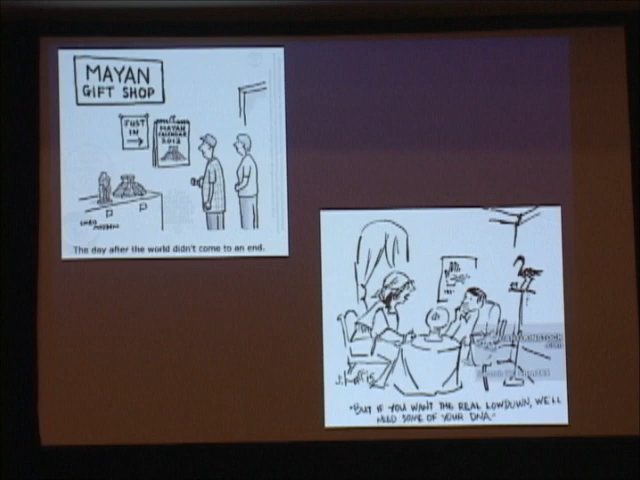 MAYAN
GIFT SHOP
JUST
IN
MAYAN
CALENDAR
2013
The day after the world didn't come to an end.
"BUT IF YOU WANT THE REAL LOWDOWN, WE'LL
NEED SOME OF YOUR DNA."